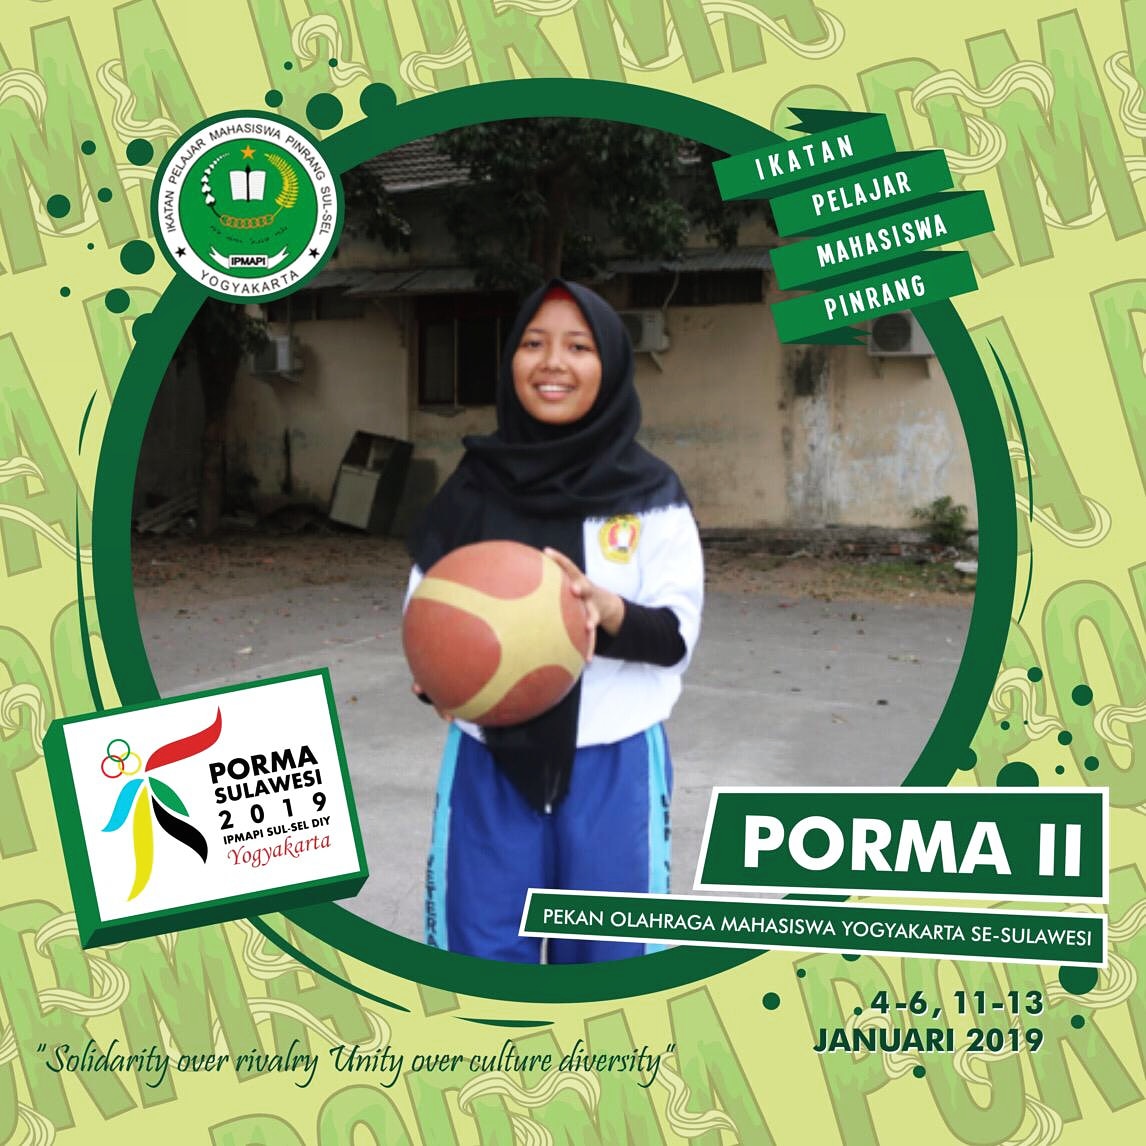 IKATAN PELAJAR MAHASISWA PINRANG SUL-SEL
IPMAPI
YOGYAKARTA
IKATAN
PELAJAR
MAHASISWA
PINRANG
PORMA
SULAWESI
2019
IPMAPI SUL-SEL DIY
Yogyakarta
PORMA II
PEKAN OLAHRAGA MAHASISWA YOGYAKARTA SE-SULAWESI
4-6, 11-13
JANUARI 2019
"Solidarity over rivalry Unity over culture diversity"